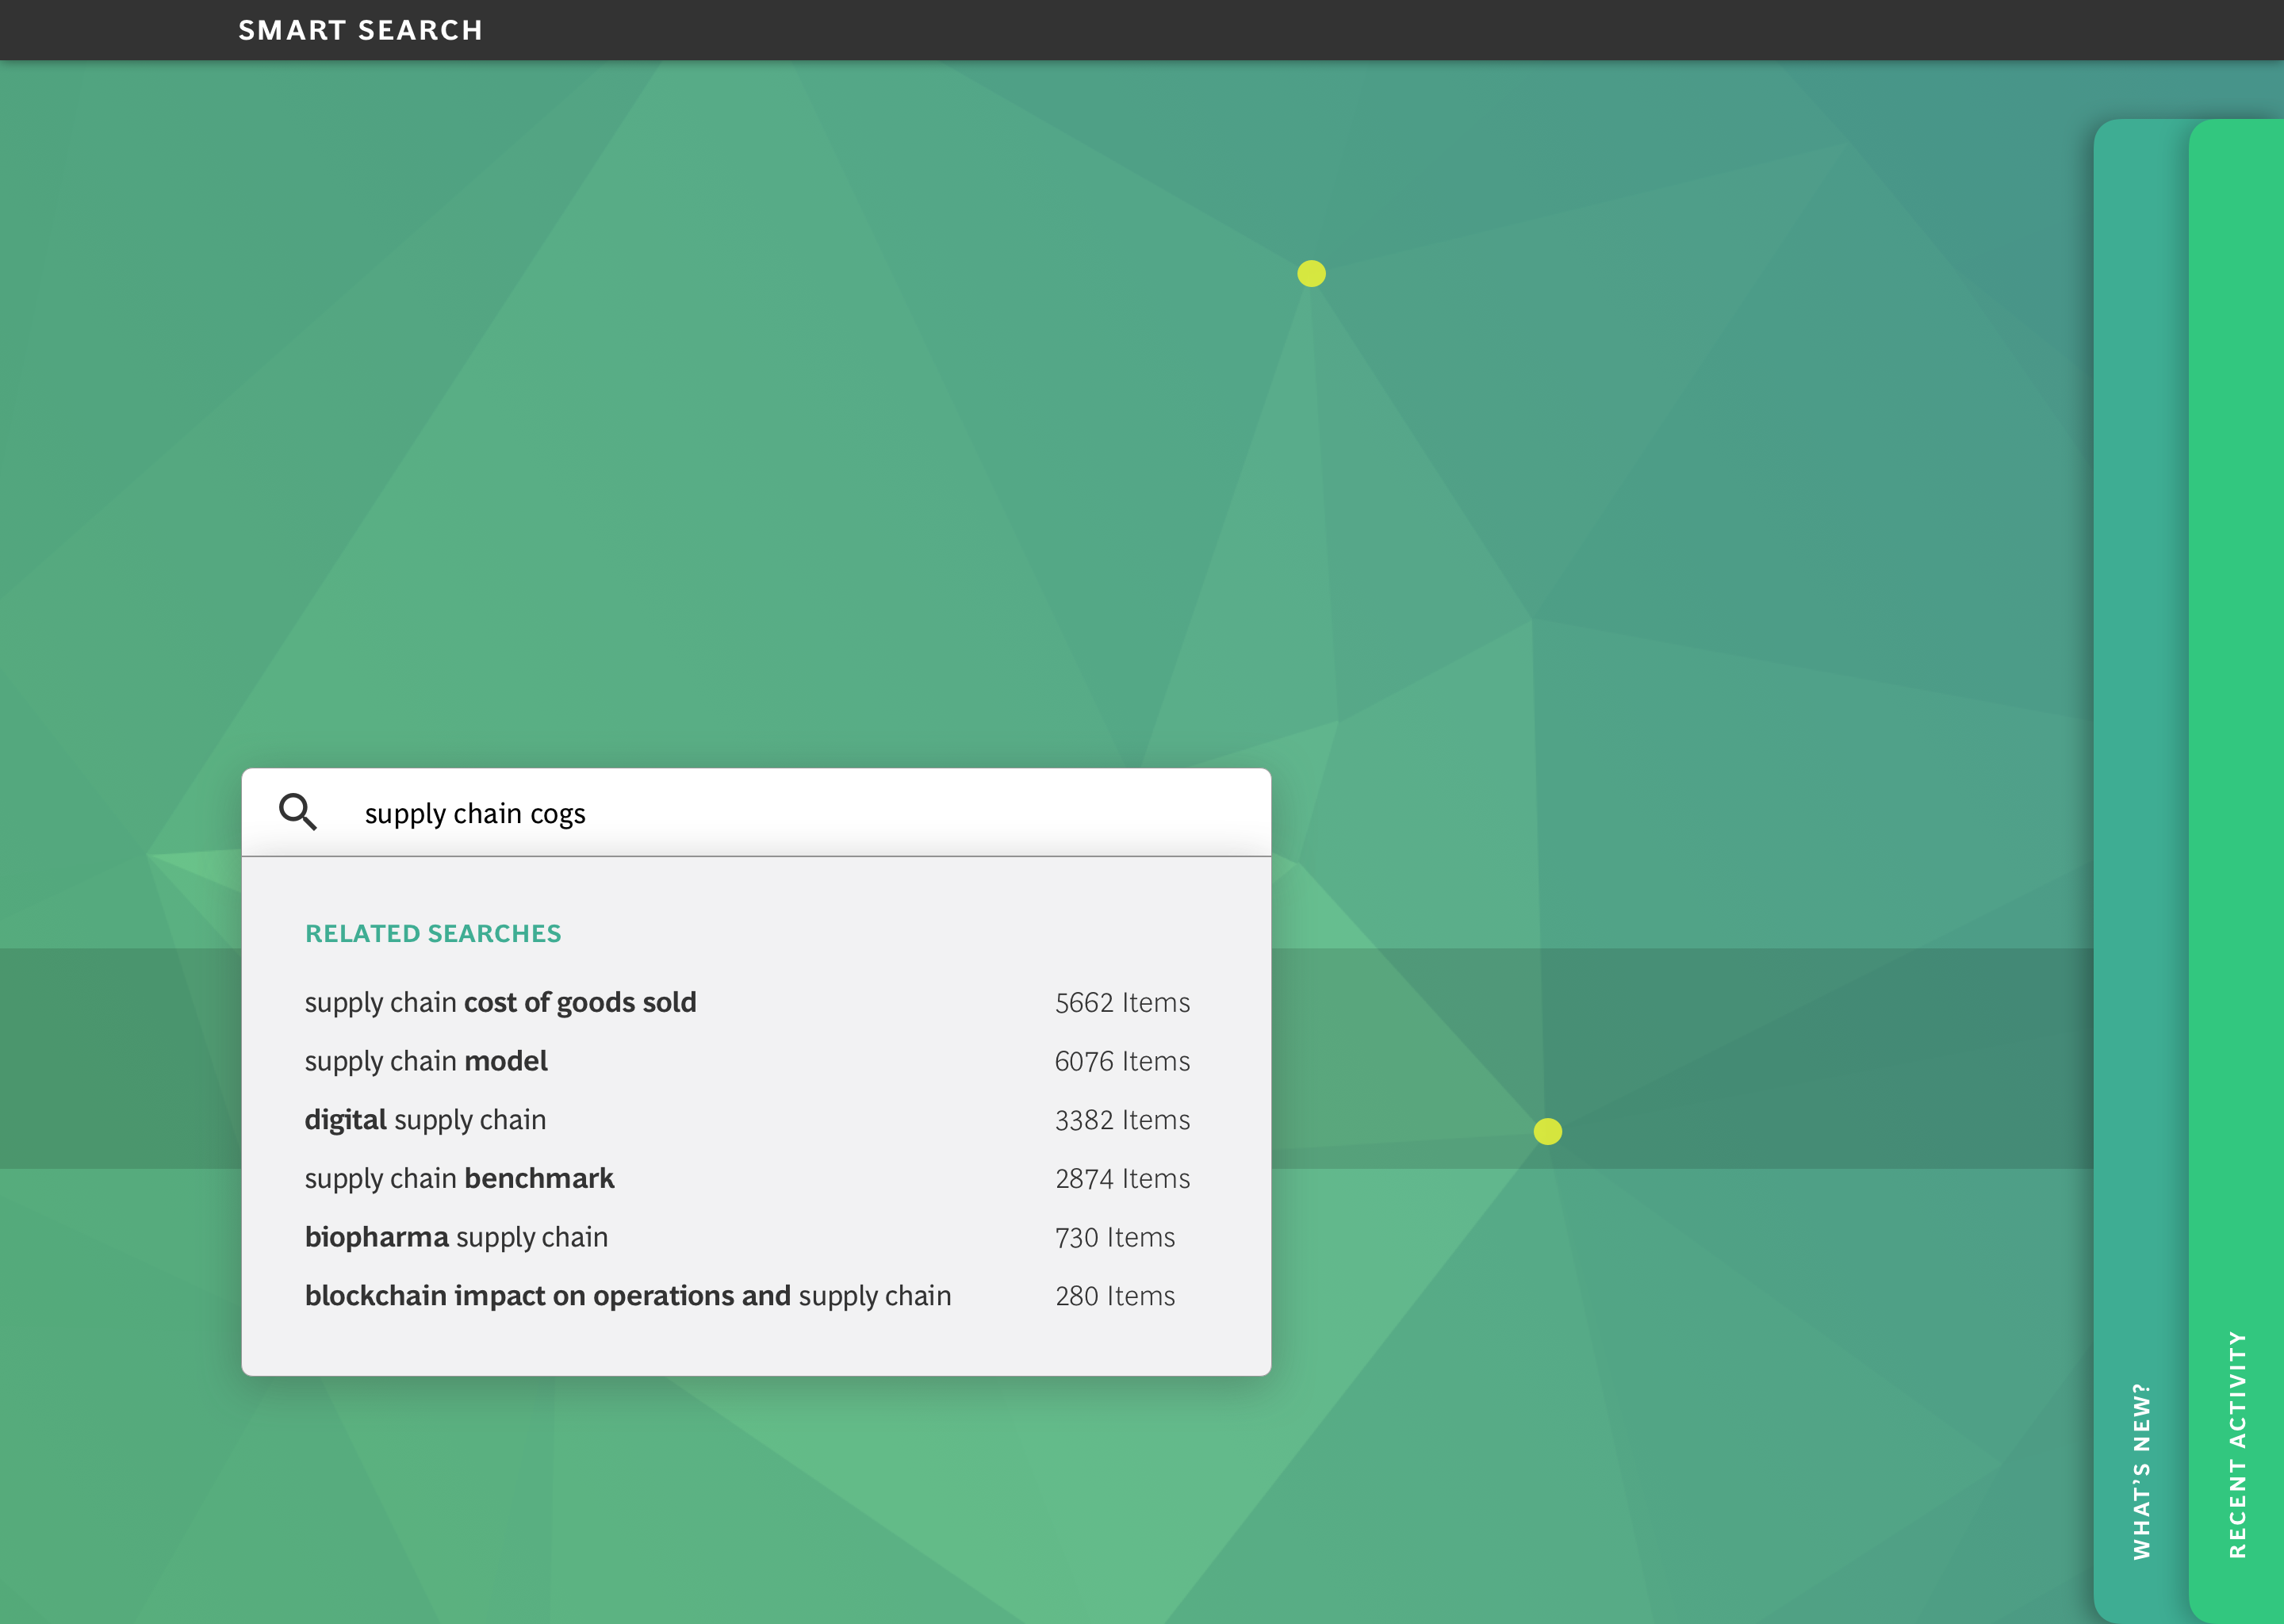 SMART SEARCH
supply chain cogs
RELATED SEARCHES
supply chain cost of goods sold 5662 Items
supply chain model 6076 Items
digital supply chain 3382 Items
supply chain benchmark 2874 Items
biopharma supply chain 730 Items
blockchain impact on operations and supply chain 280 Items
WHAT'S NEW?
RECENT ACTIVITY